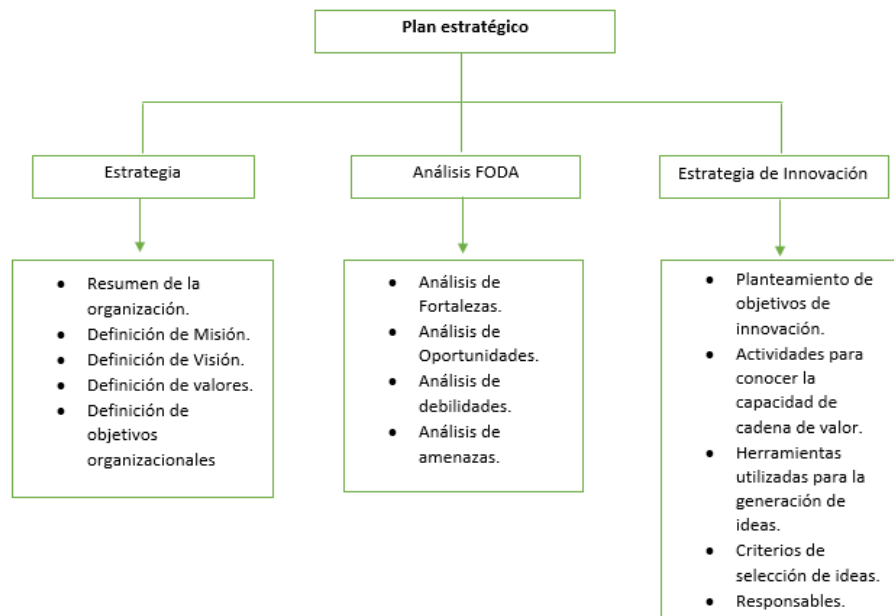 Plan estratégico
Estrategia
Análisis FODA
Estrategia de Innovación
• Resumen de la
organización.
• Definición de Misión.
• Definición de Visión.
• Definición de valores.
• Definición de
objetivos
organizacionales
• Análisis de
Fortalezas.
• Análisis de
Oportunidades.
• Análisis de
debilidades.
• Análisis de
amenazas.
• Planteamiento de
objetivos de
innovación.
• Actividades para
conocer la
capacidad de
cadena de valor.
• Herramientas
utilizadas para la
generación de
ideas.
• Criterios de
selección de ideas.
• Responsables.